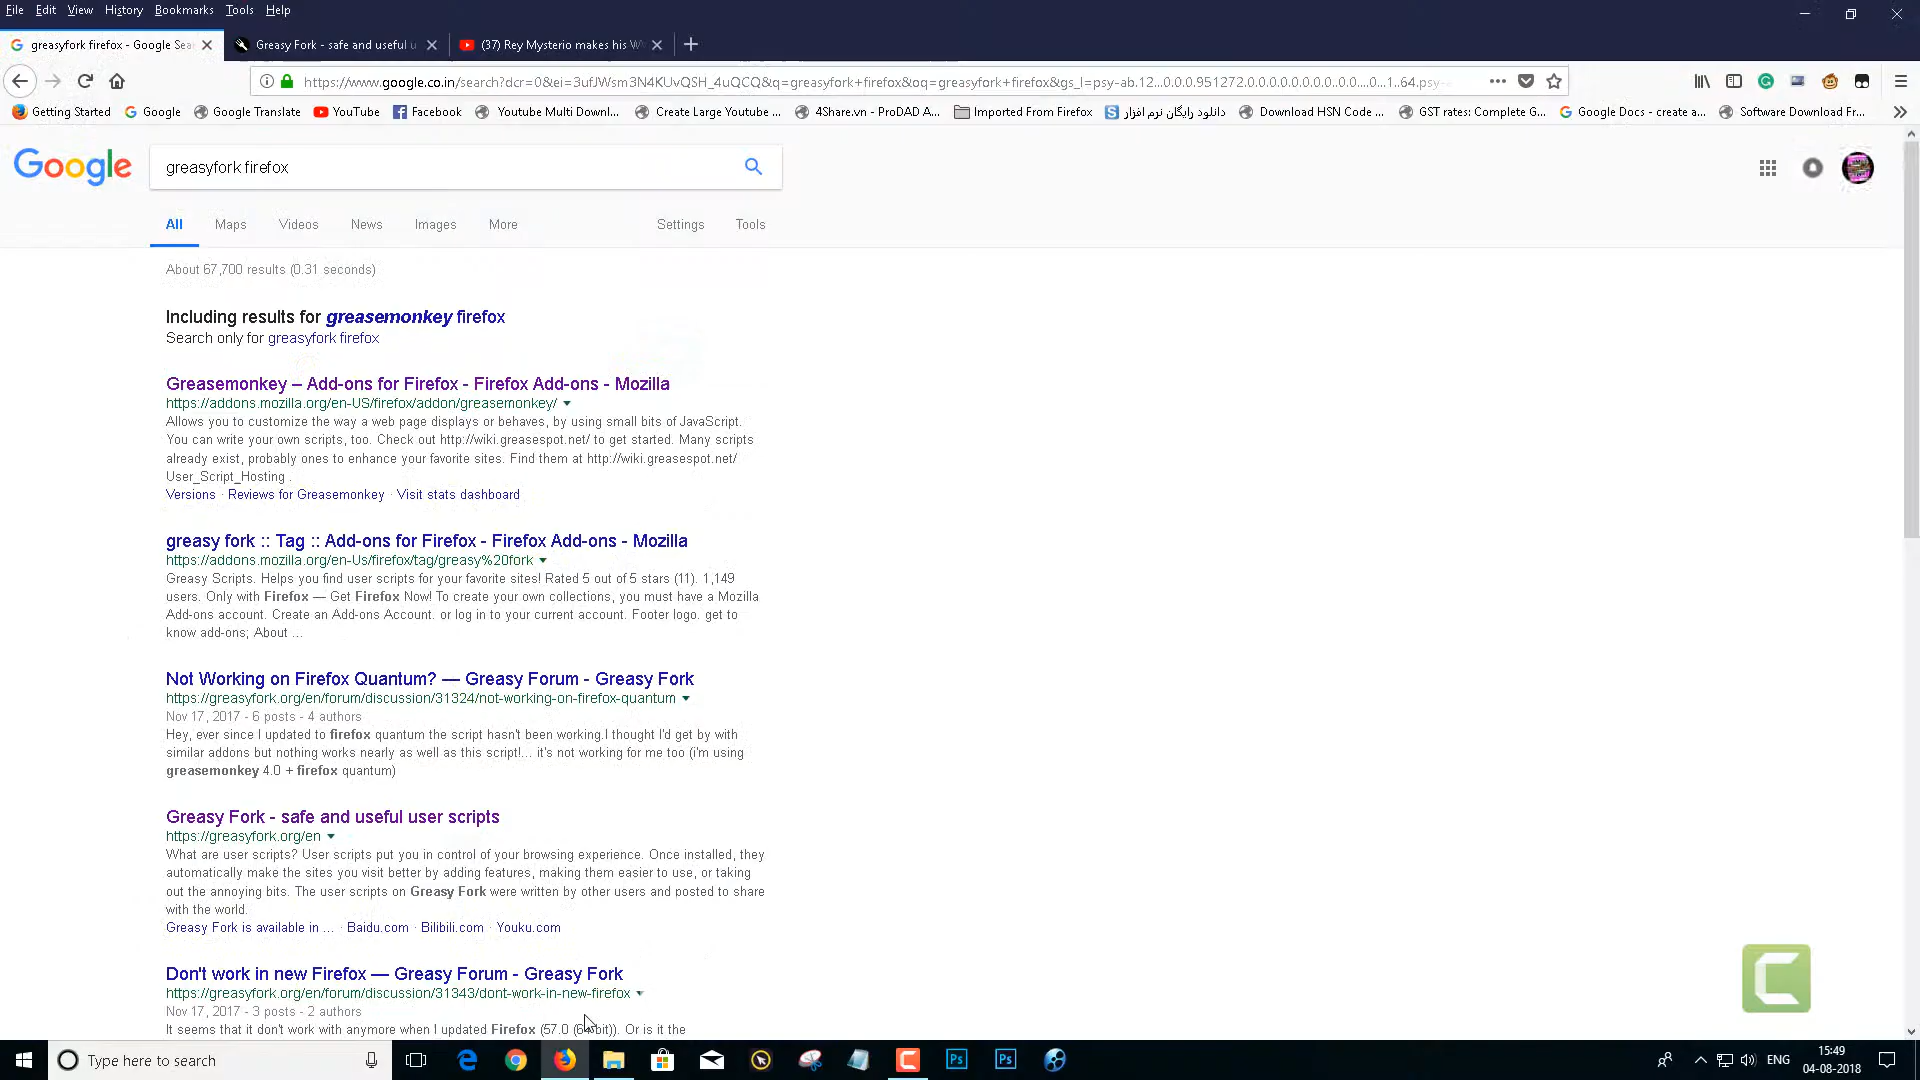 File Edit View History Bookmarks Tools Help
greasyfork firefox - Google Sea
Greasy Fork - safe and useful u
(37) Rey Mysterio makes his W
https://www.google.co.in/search?dcr=0&ei=3ufJWsm3N4KUvQSH_4uQCQ&q=greasyfork+firefox&oq=greasyfork+firefox&gs_l=psy-ab.12...0.0.0.951272.0.0.0.0.0.0.0.0..0.0....0...1..64.psy-
Getting Started Google Google Translate YouTube Facebook Youtube Multi Downl... Create Large Youtube ... 4Share.vn - ProDAD A... Imported From Firefox دانلود رایگان نرم افزار Download HSN Code ... GST rates: Complete G... Google Docs - create a... Software Download Fr...
Google
greasyfork firefox
All Maps Videos News Images More Settings Tools
About 67,700 results (0.31 seconds)
Including results for greasemonkey firefox
Search only for greasyfork firefox
Greasemonkey – Add-ons for Firefox - Firefox Add-ons - Mozilla
https://addons.mozilla.org/en-US/firefox/addon/greasemonkey/
Allows you to customize the way a web page displays or behaves, by using small bits of JavaScript.
You can write your own scripts, too. Check out http://wiki.greasespot.net/ to get started. Many scripts
already exist, probably ones to enhance your favorite sites. Find them at http://wiki.greasespot.net/
User_Script_Hosting .
Versions · Reviews for Greasemonkey · Visit stats dashboard
greasy fork :: Tag :: Add-ons for Firefox - Firefox Add-ons - Mozilla
https://addons.mozilla.org/en-Us/firefox/tag/greasy%20fork
Greasy Scripts. Helps you find user scripts for your favorite sites! Rated 5 out of 5 stars (11). 1,149
users. Only with Firefox — Get Firefox Now! To create your own collections, you must have a Mozilla
Add-ons account. Create an Add-ons Account. or log in to your current account. Footer logo. get to
know add-ons; About ...
Not Working on Firefox Quantum? — Greasy Forum - Greasy Fork
https://greasyfork.org/en/forum/discussion/31324/not-working-on-firefox-quantum
Nov 17, 2017 - 6 posts - 4 authors
Hey, ever since I updated to firefox quantum the script hasn't been working.I thought I'd get by with
similar addons but nothing works nearly as well as this script!... it's not working for me too (i'm using
greasemonkey 4.0 + firefox quantum)
Greasy Fork - safe and useful user scripts
https://greasyfork.org/en
What are user scripts? User scripts put you in control of your browsing experience. Once installed, they
automatically make the sites you visit better by adding features, making them easier to use, or taking
out the annoying bits. The user scripts on Greasy Fork were written by other users and posted to share
with the world.
Greasy Fork is available in ... · Baidu.com · Bilibili.com · Youku.com
Don't work in new Firefox — Greasy Forum - Greasy Fork
https://greasyfork.org/en/forum/discussion/31343/dont-work-in-new-firefox
Nov 17, 2017 - 3 posts - 2 authors
It seems that it don't work with anymore when I updated Firefox (57.0 (64bit)). Or is it the
Type here to search
Ps
Ps
ENG
15:49
04-08-2018